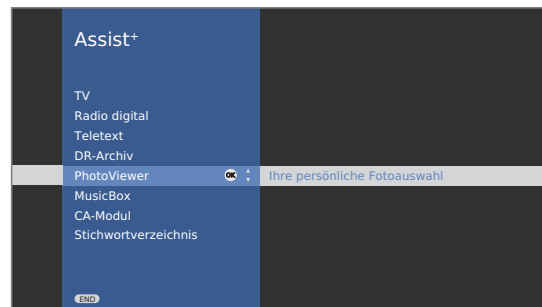 Assist+
TV
Radio digital
Teletext
DR-Archiv
PhotoViewer OK Ihre persönliche Fotoauswahl
MusicBox
CA-Modul
Stichwortverzeichnis
END